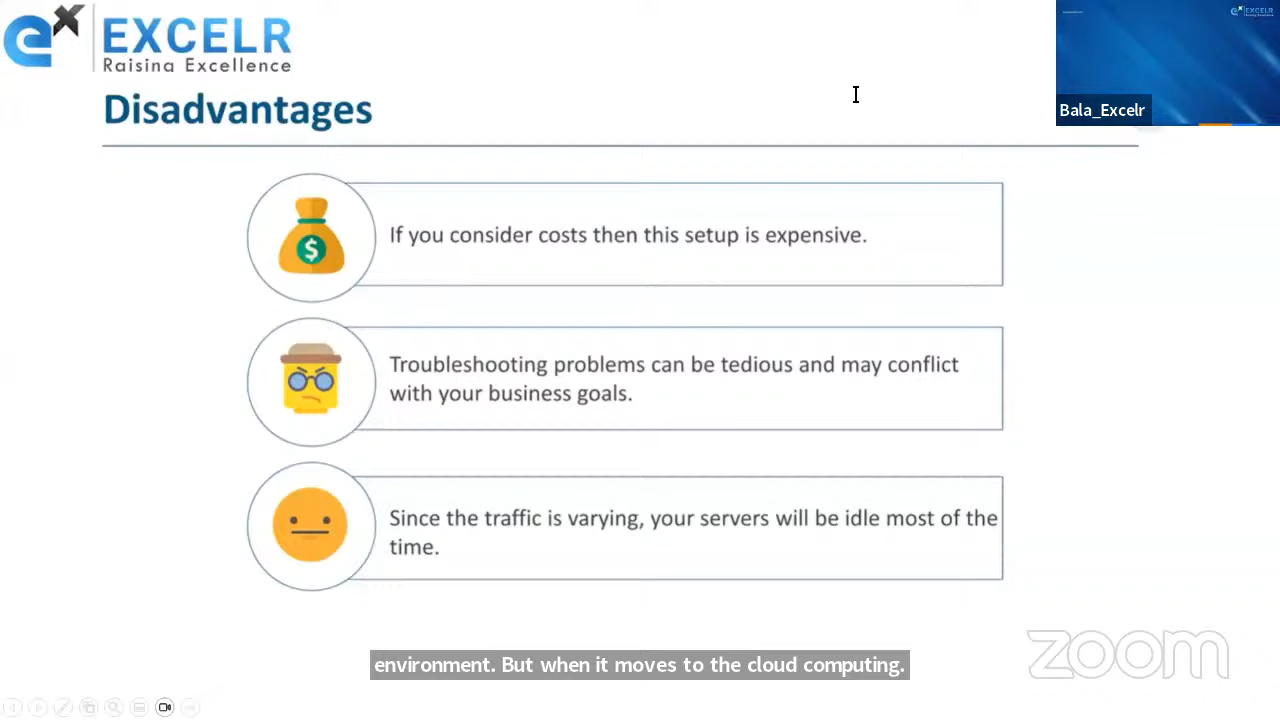 EXCELR
Raising Excellence
Disadvantages
EXCELR
Bala_Excelr
$
If you consider costs then this setup is expensive.
Troubleshooting problems can be tedious and may conflict
with your business goals.
Since the traffic is varying, your servers will be idle most of the
time.
environment. But when it moves to the cloud computing.
zoom